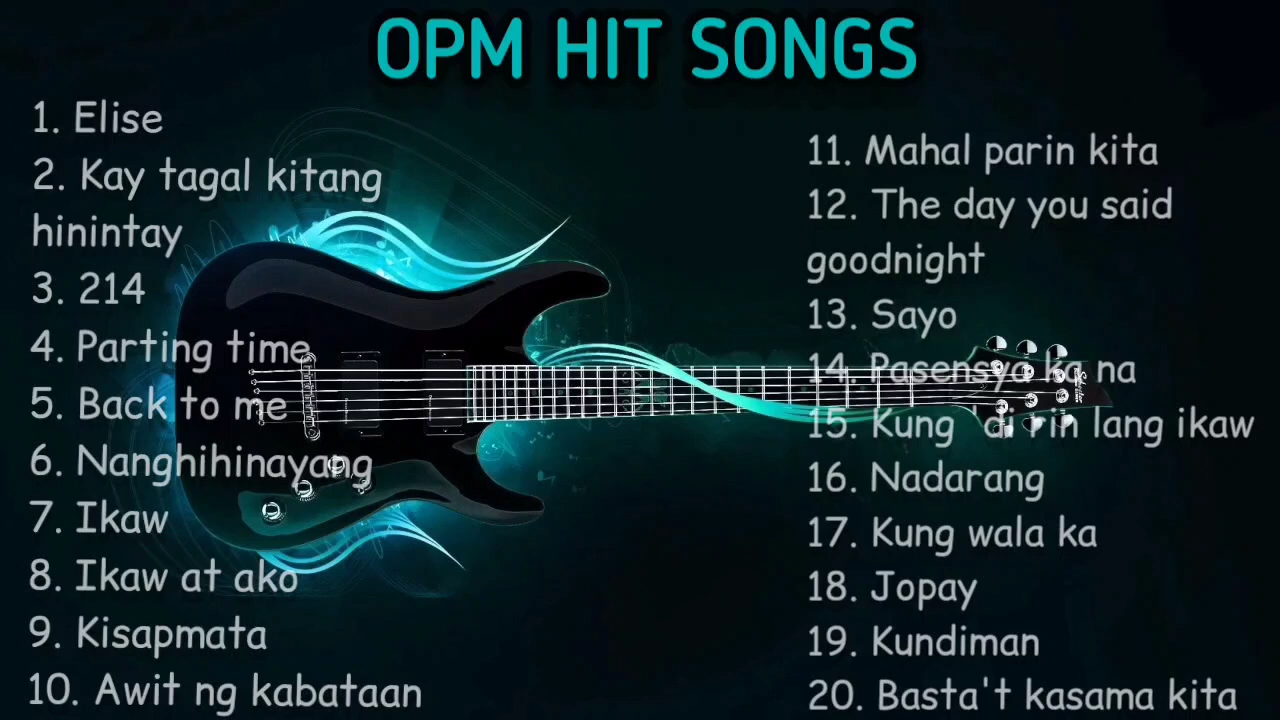 OPM HIT SONGS
1. Elise
2. Kay tagal kitang
hinintay
3. 214
4. Parting time
5. Back to me
6. Nanghihinayang
7. Ikaw
8. Ikaw at ako
9. Kisapmata
10. Awit ng kabataan
11. Mahal parin kita
12. The day you said
goodnight
13. Sayo
14. Pasensya ka na
15. Kung 'di rin lang ikaw
16. Nadarang
17. Kung wala ka
18. Jopay
19. Kundiman
20. Basta't kasama kita